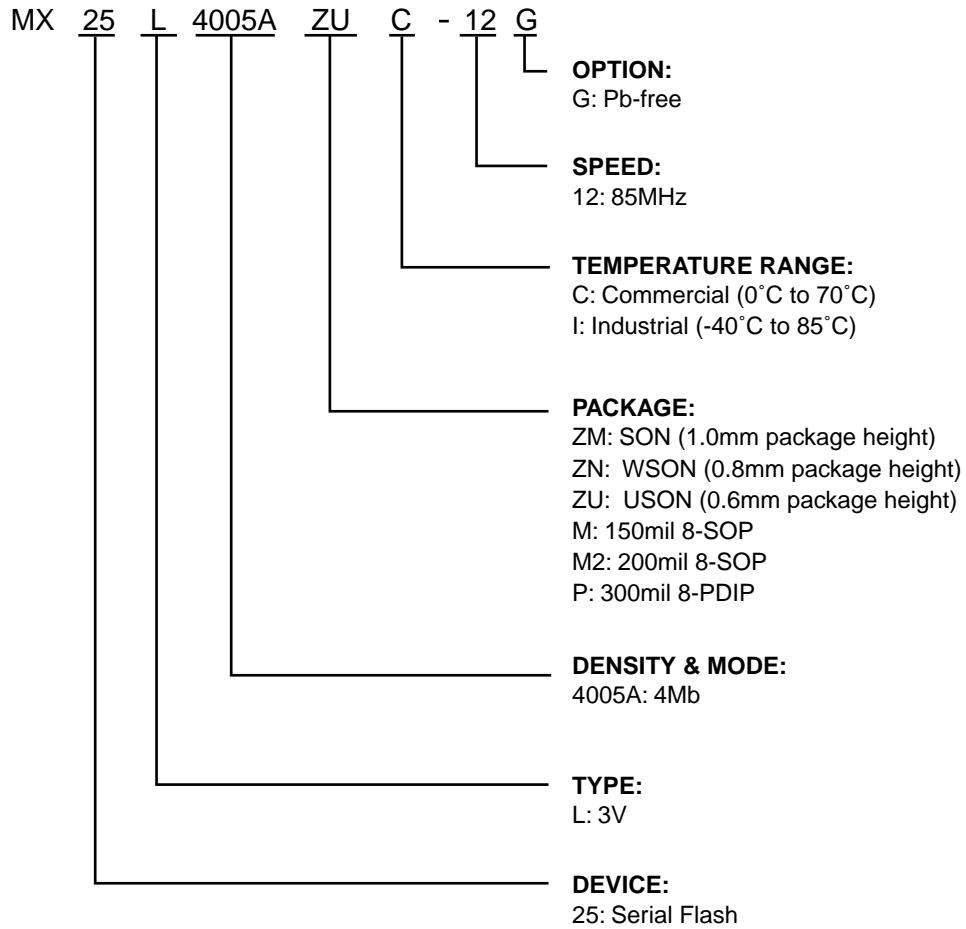 MX 25 L 4005A ZU C - 12 G
OPTION:
G: Pb-free
SPEED:
12: 85MHz
TEMPERATURE RANGE:
C: Commercial (0˚C to 70˚C)
I: Industrial (-40˚C to 85˚C)
PACKAGE:
ZM: SON (1.0mm package height)
ZN: WSON (0.8mm package height)
ZU: USON (0.6mm package height)
M: 150mil 8-SOP
M2: 200mil 8-SOP
P: 300mil 8-PDIP
DENSITY & MODE:
4005A: 4Mb
TYPE:
L: 3V
DEVICE:
25: Serial Flash